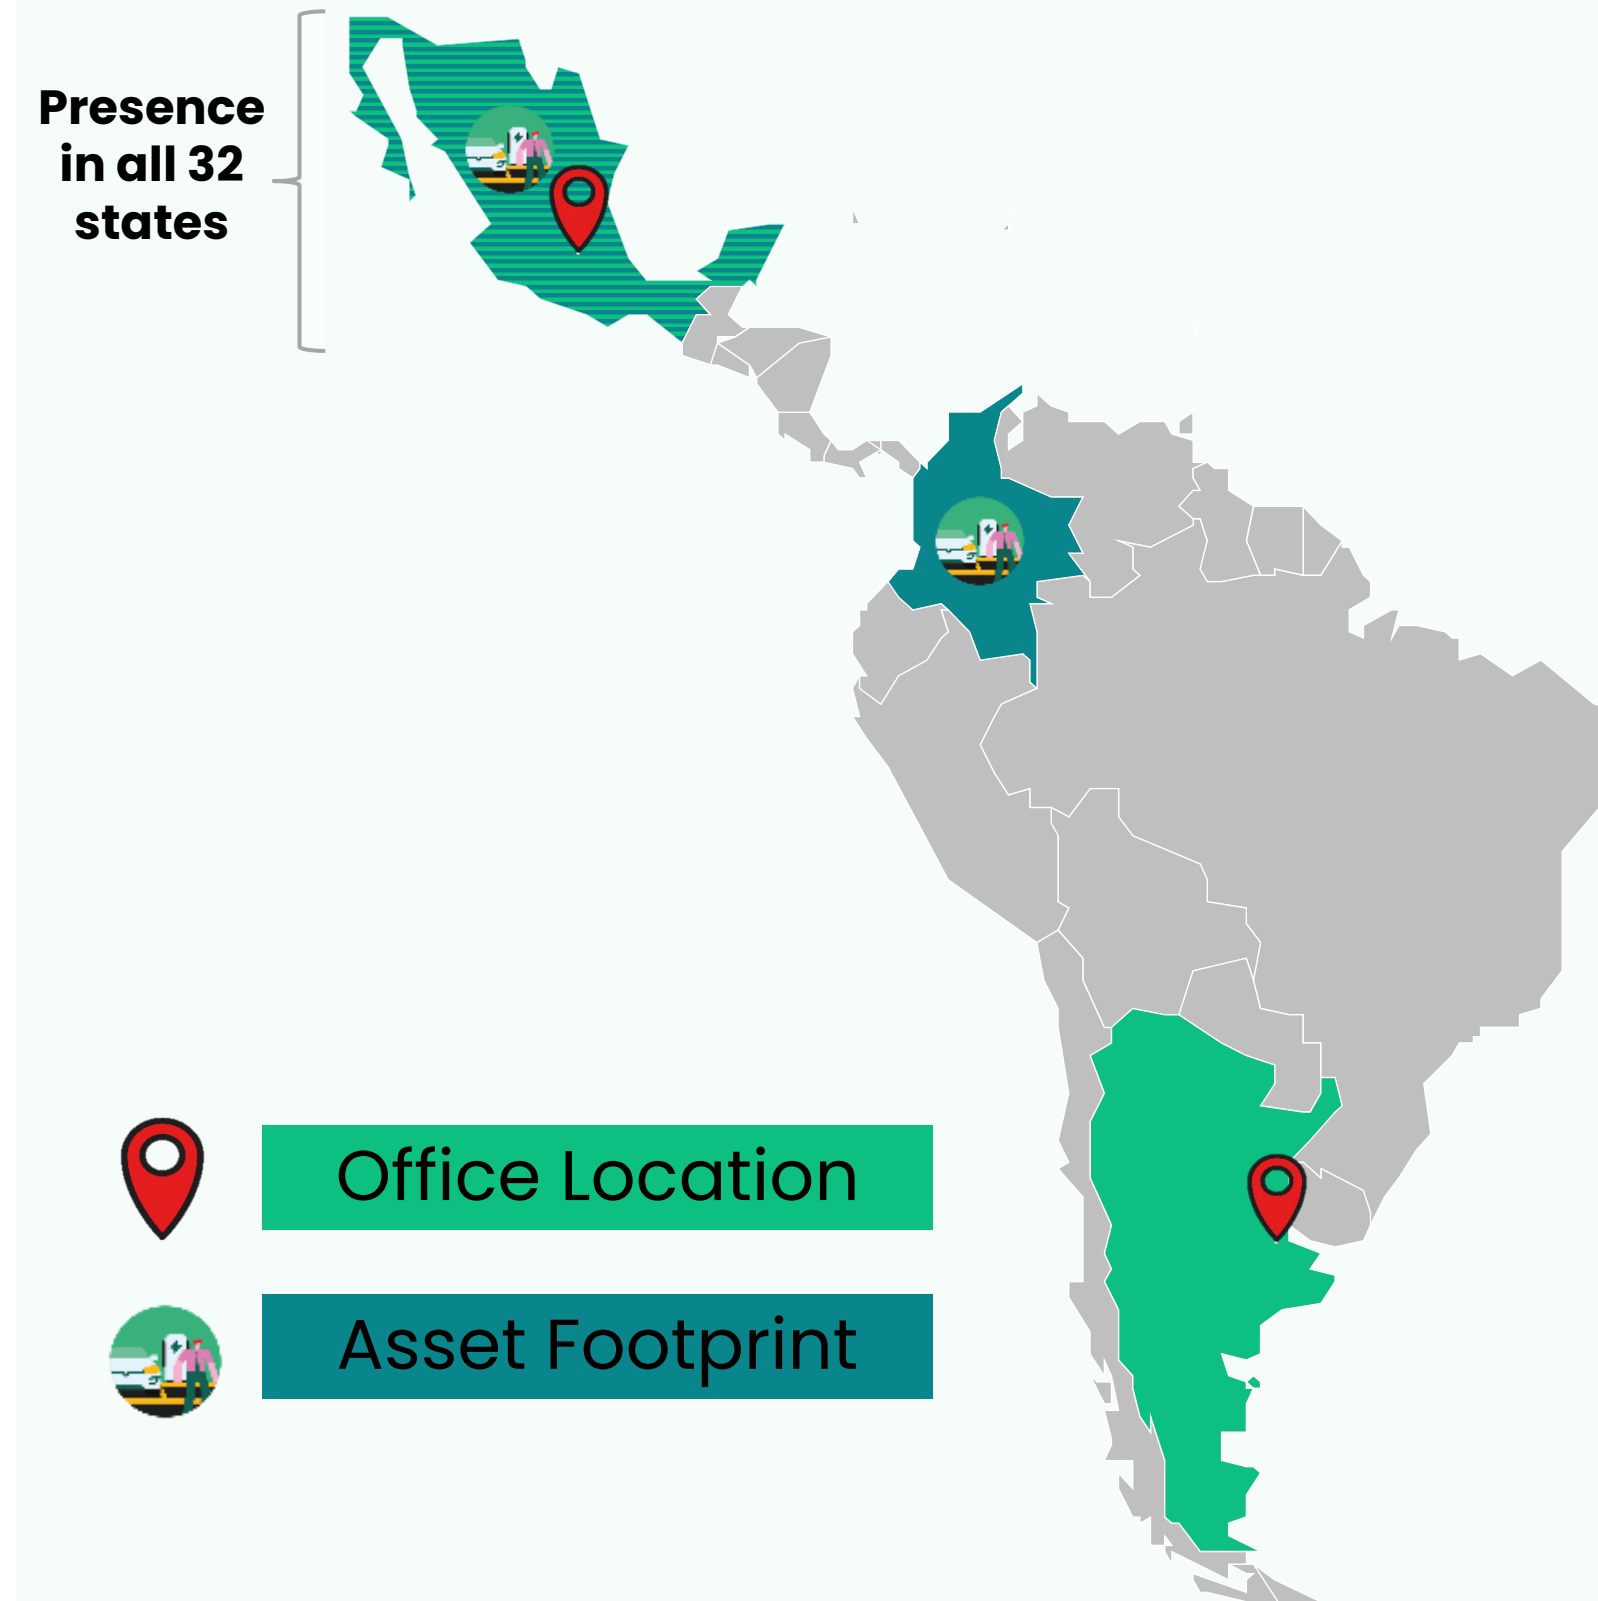 Presence
in all 32
states
Office Location
Asset Footprint